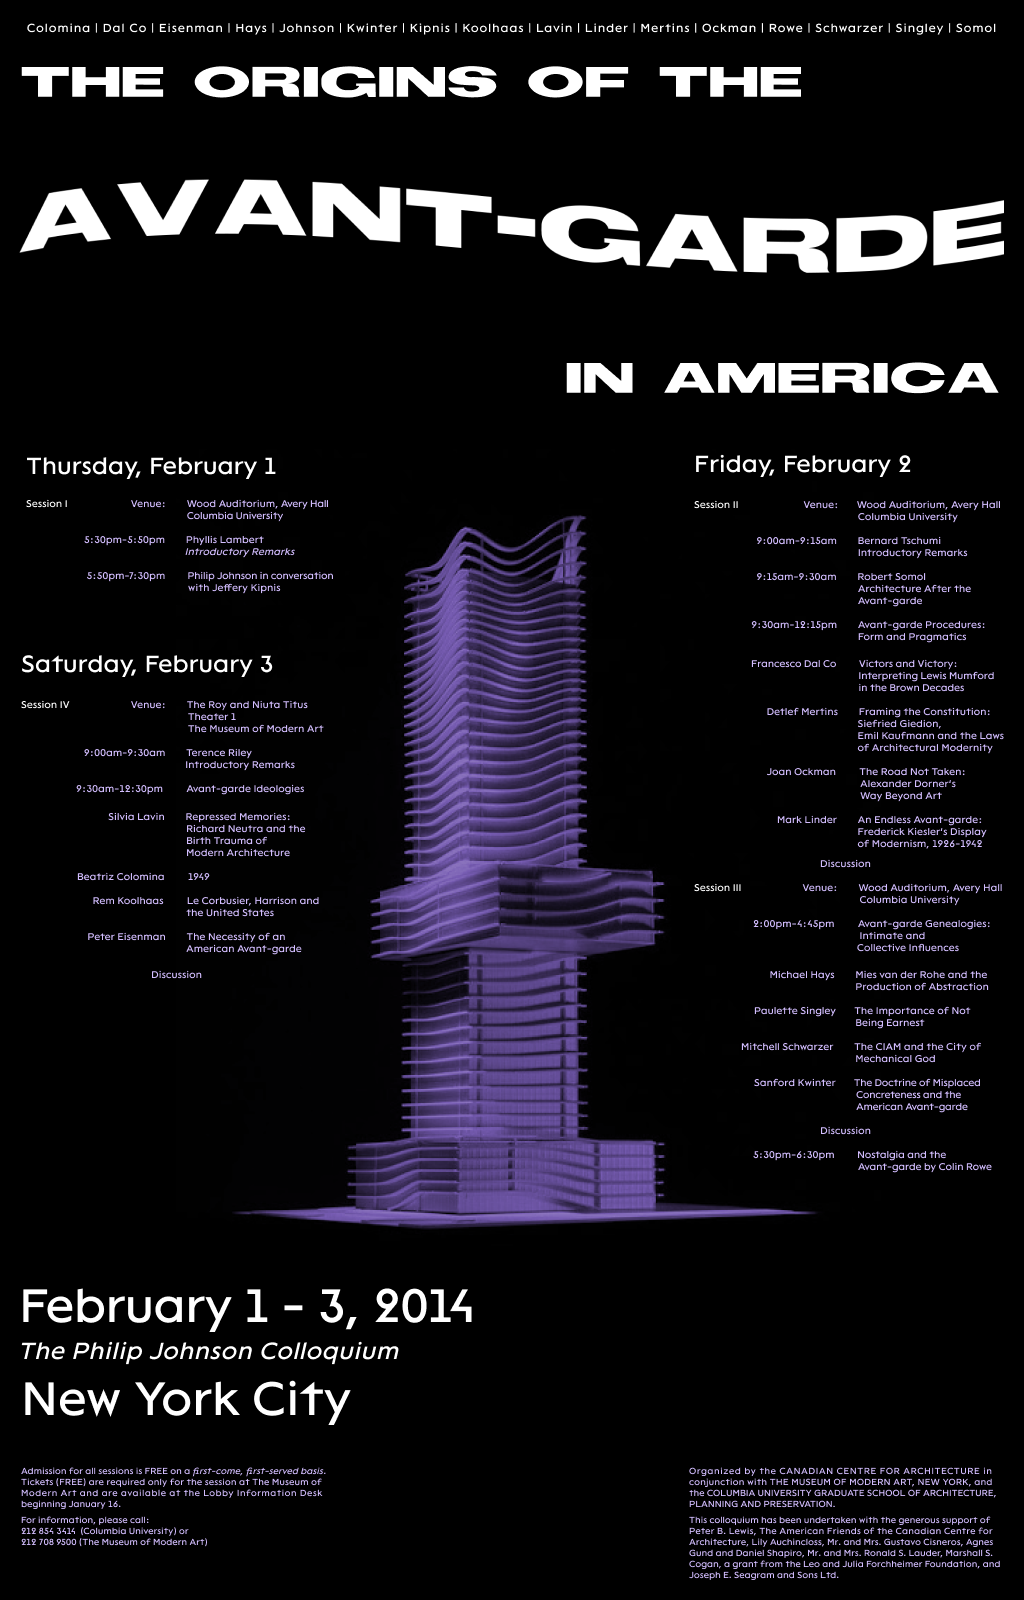 Colomina | Dal Co | Eisenman | Hays | Johnson | Kwinter | Kipnis | Koolhaas | Lavin | Linder | Mertins | Ockman | Rowe | Schwarzer | Singley | Somol
THE ORIGINS OF THE
AVANT-GARDE
IN AMERICA
Thursday, February 1
Session I Venue: Wood Auditorium, Avery Hall
Columbia University
5:30pm-5:50pm Phyllis Lambert
Introductory Remarks
5:50pm-7:30pm Philip Johnson in conversation
with Jeffery Kipnis
Friday, February 2
Session II Venue: Wood Auditorium, Avery Hall
Columbia University
9:00am-9:15am Bernard Tschumi
Introductory Remarks
9:15am-9:30am Robert Somol
Architecture After the
Avant-garde
9:30am-12:15pm Avant-garde Procedures:
Form and Pragmatics
Francesco Dal Co Victors and Victory:
Interpreting Lewis Mumford
in the Brown Decades
Detlef Mertins Framing the Constitution:
Siefried Giedion,
Emil Kaufmann and the Laws
of Architectural Modernity
Joan Ockman The Road Not Taken:
Alexander Dorner's
Way Beyond Art
Mark Linder An Endless Avant-garde:
Frederick Kiesler's Display
of Modernism, 1926-1942
Discussion
Session III Venue: Wood Auditorium, Avery Hall
Columbia University
2:00pm-4:45pm Avant-garde Genealogies:
Intimate and
Collective Influences
Michael Hays Mies van der Rohe and the
Production of Abstraction
Paulette Singley The Importance of Not
Being Earnest
Mitchell Schwarzer The CIAM and the City of
Mechanical God
Sanford Kwinter The Doctrine of Misplaced
Concreteness and the
American Avant-garde
Discussion
5:30pm-6:30pm Nostalgia and the
Avant-garde by Colin Rowe
Saturday, February 3
Session IV Venue: The Roy and Niuta Titus
Theater 1
The Museum of Modern Art
9:00am-9:30am Terence Riley
Introductory Remarks
9:30am-12:30pm Avant-garde Ideologies
Silvia Lavin Repressed Memories:
Richard Neutra and the
Birth Trauma of
Modern Architecture
Beatriz Colomina 1949
Rem Koolhaas Le Corbusier, Harrison and
the United States
Peter Eisenman The Necessity of an
American Avant-garde
Discussion
February 1 - 3, 2014
The Philip Johnson Colloquium
New York City
Admission for all sessions is FREE on a first-come, first-served basis.
Tickets (FREE) are required only for the session at The Museum of
Modern Art and are available at the Lobby Information Desk
beginning January 16.
For information, please call:
212 854 3414 (Columbia University) or
212 708 9500 (The Museum of Modern Art)
Organized by the CANADIAN CENTRE FOR ARCHITECTURE in
conjunction with THE MUSEUM OF MODERN ART, NEW YORK, and
the COLUMBIA UNIVERSITY GRADUATE SCHOOL OF ARCHITECTURE,
PLANNING AND PRESERVATION.
This colloquium has been undertaken with the generous support of
Peter B. Lewis, The American Friends of the Canadian Centre for
Architecture, Lily Auchincloss, Mr. and Mrs. Gustavo Cisneros, Agnes
Gund and Daniel Shapiro, Mr. and Mrs. Ronald S. Lauder, Marshall S.
Cogan, a grant from the Leo and Julia Forchheimer Foundation, and
Joseph E. Seagram and Sons Ltd.